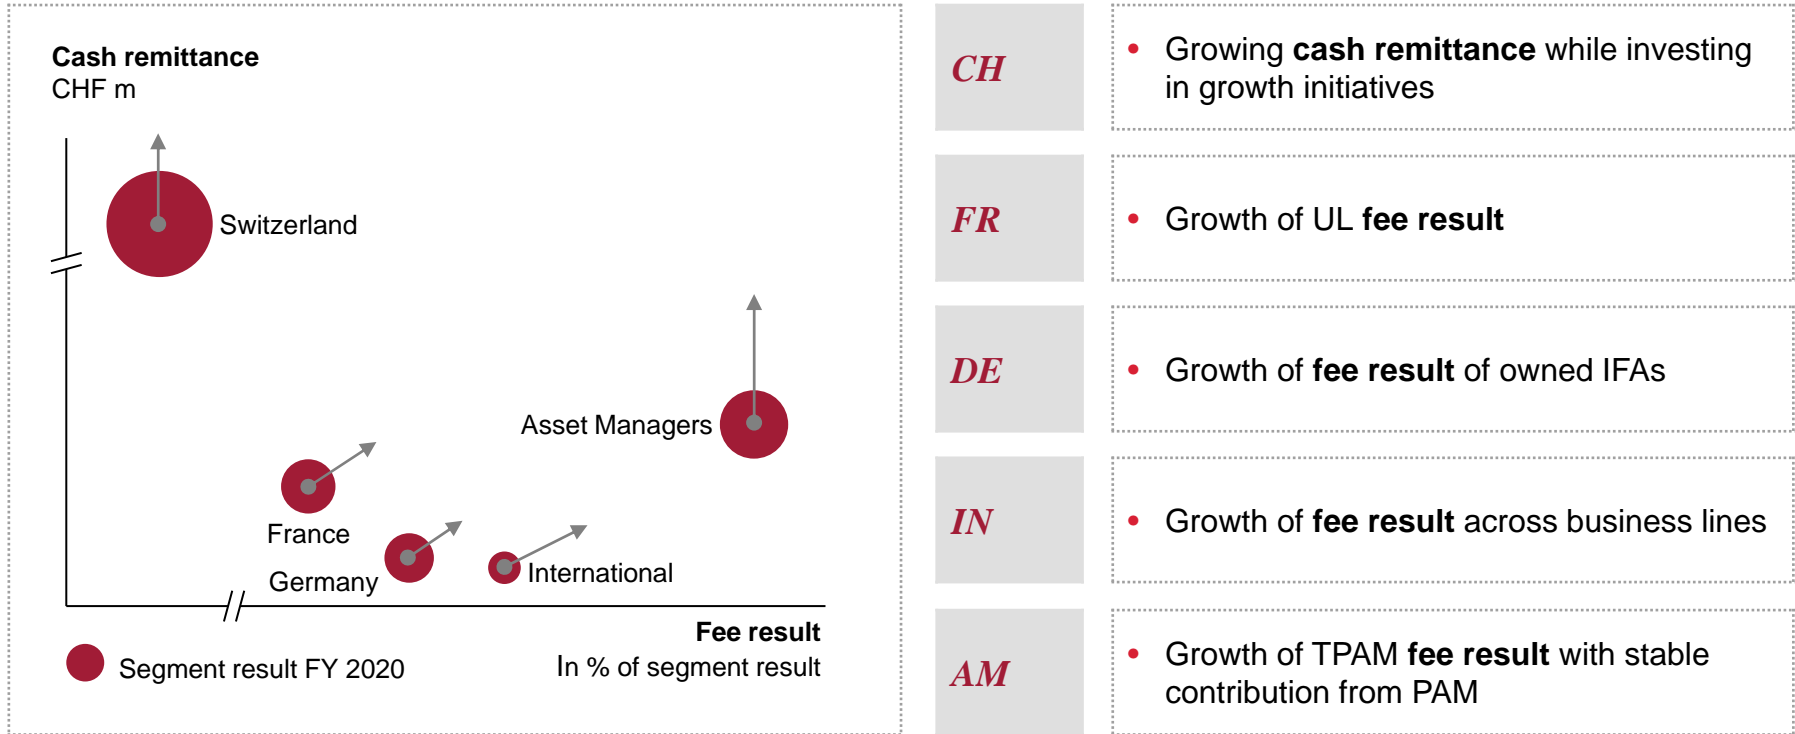 Cash remittance
CHF m
Switzerland
Asset Managers
France
Germany
International
Fee result
In % of segment result
Segment result FY 2020
CH
• Growing cash remittance while investing
in growth initiatives
FR
• Growth of UL fee result
DE
• Growth of fee result of owned IFAs
IN
• Growth of fee result across business lines
AM
• Growth of TPAM fee result with stable
contribution from PAM